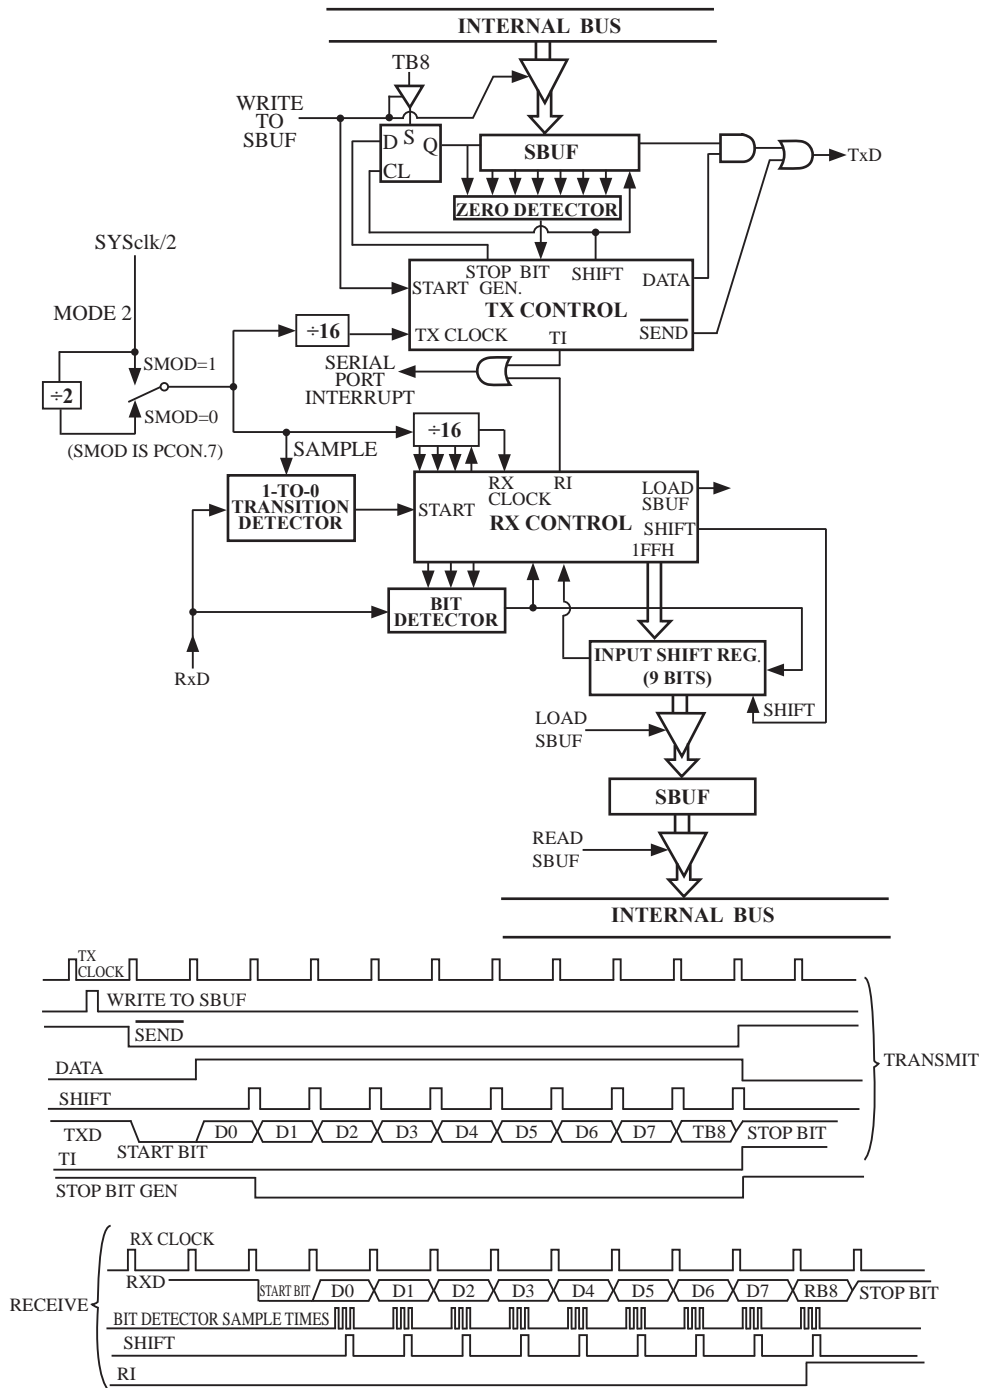 INTERNAL BUS
TB8
WRITE
TO
SBUF
D
S
Q
CL
SBUF
TxD
ZERO DETECTOR
SYSclk/2
MODE 2
STOP BIT
GEN.
SHIFT
DATA
START
TX CONTROL
÷16
TX CLOCK
TI
SEND
SMOD=1
÷2
SMOD=0
(SMOD IS PCON.7)
SERIAL
PORT
INTERRUPT
SAMPLE
÷16
1-TO-0
TRANSITION
DETECTOR
START
RX
CLOCK
RI
LOAD
SBUF
RX CONTROL
SHIFT
1FFH
BIT
DETECTOR
RxD
INPUT SHIFT REG.
(9 BITS)
SHIFT
LOAD
SBUF
SBUF
READ
SBUF
INTERNAL BUS
TX
CLOCK
WRITE TO SBUF
SEND
DATA
TRANSMIT
SHIFT
TXD
START BIT
D0 D1 D2 D3 D4 D5 D6 D7 TB8
STOP BIT
TI
STOP BIT GEN
RX CLOCK
RXD
START BIT D0 D1 D2 D3 D4 D5 D6 D7 RB8
STOP BIT
RECEIVE
BIT DETECTOR SAMPLE TIMES
SHIFT
RI